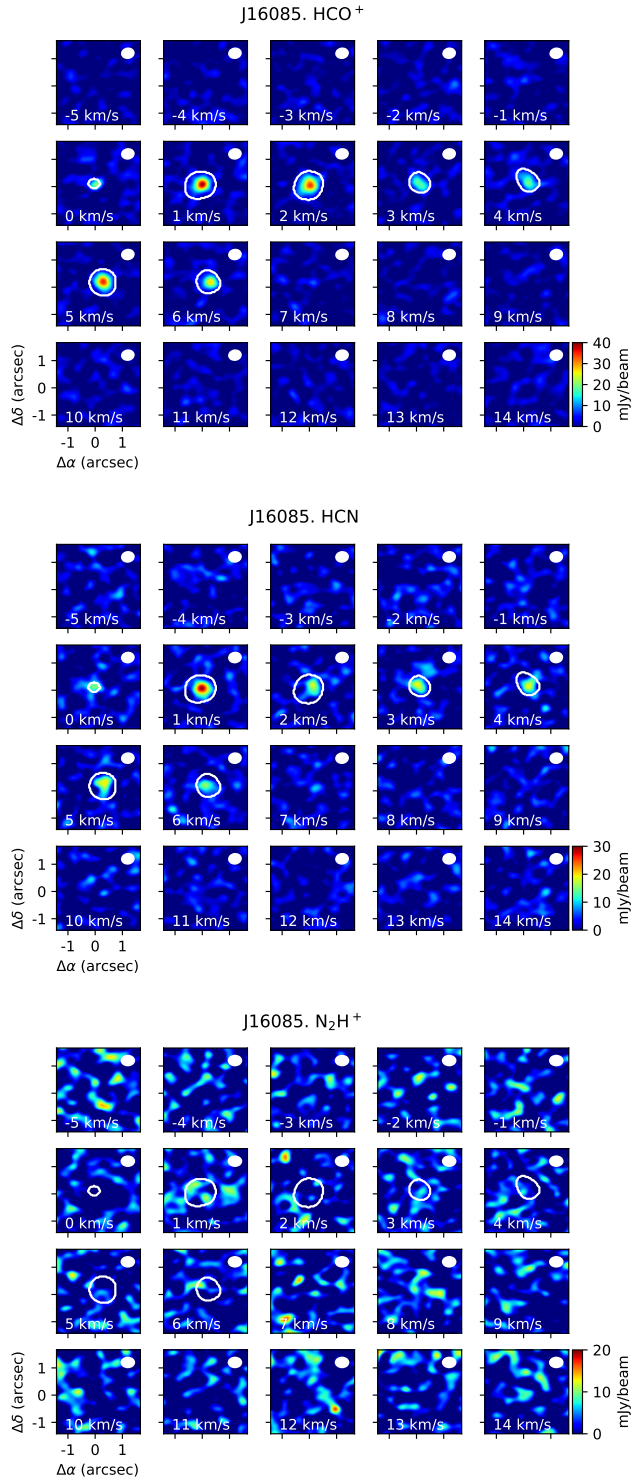 J16085. HCO⁺
-5 km/s -4 km/s -3 km/s -2 km/s -1 km/s
0 km/s 1 km/s 2 km/s 3 km/s 4 km/s
5 km/s 6 km/s 7 km/s 8 km/s 9 km/s
10 km/s 11 km/s 12 km/s 13 km/s 14 km/s
1
0
-1
Δδ (arcsec)
-1 0 1
Δα (arcsec)
40
30
20
10
0
mJy/beam
J16085. HCN
-5 km/s -4 km/s -3 km/s -2 km/s -1 km/s
0 km/s 1 km/s 2 km/s 3 km/s 4 km/s
5 km/s 6 km/s 7 km/s 8 km/s 9 km/s
10 km/s 11 km/s 12 km/s 13 km/s 14 km/s
1
0
-1
Δδ (arcsec)
-1 0 1
Δα (arcsec)
30
20
10
0
mJy/beam
J16085. N₂H⁺
-5 km/s -4 km/s -3 km/s -2 km/s -1 km/s
0 km/s 1 km/s 2 km/s 3 km/s 4 km/s
5 km/s 6 km/s 7 km/s 8 km/s 9 km/s
10 km/s 11 km/s 12 km/s 13 km/s 14 km/s
1
0
-1
Δδ (arcsec)
-1 0 1
Δα (arcsec)
20
10
0
mJy/beam